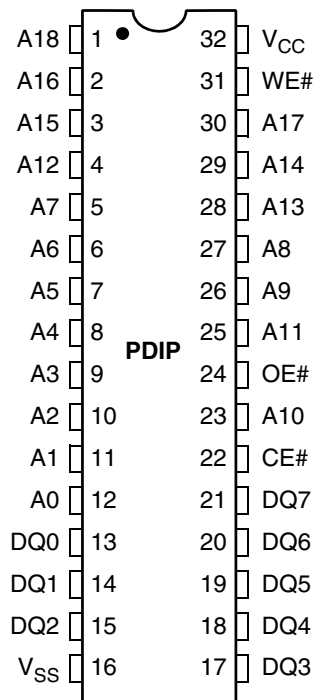 A18 1 32 VCC
A16 2 31 WE#
A15 3 30 A17
A12 4 29 A14
A7 5 28 A13
A6 6 27 A8
A5 7 26 A9
A4 8 25 A11
PDIP
A3 9 24 OE#
A2 10 23 A10
A1 11 22 CE#
A0 12 21 DQ7
DQ0 13 20 DQ6
DQ1 14 19 DQ5
DQ2 15 18 DQ4
VSS 16 17 DQ3